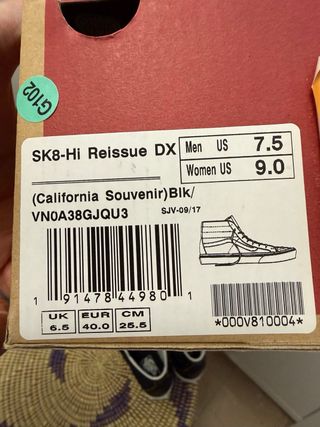 G102
SK8-Hi Reissue DX
Men US 7.5
Women US 9.0
(California Souvenir)Blk/
VN0A38GJQU3 SJV-09/17
1 91478 44980 1
UK EUR CM
6.5 40.0 25.5
*000V810004*